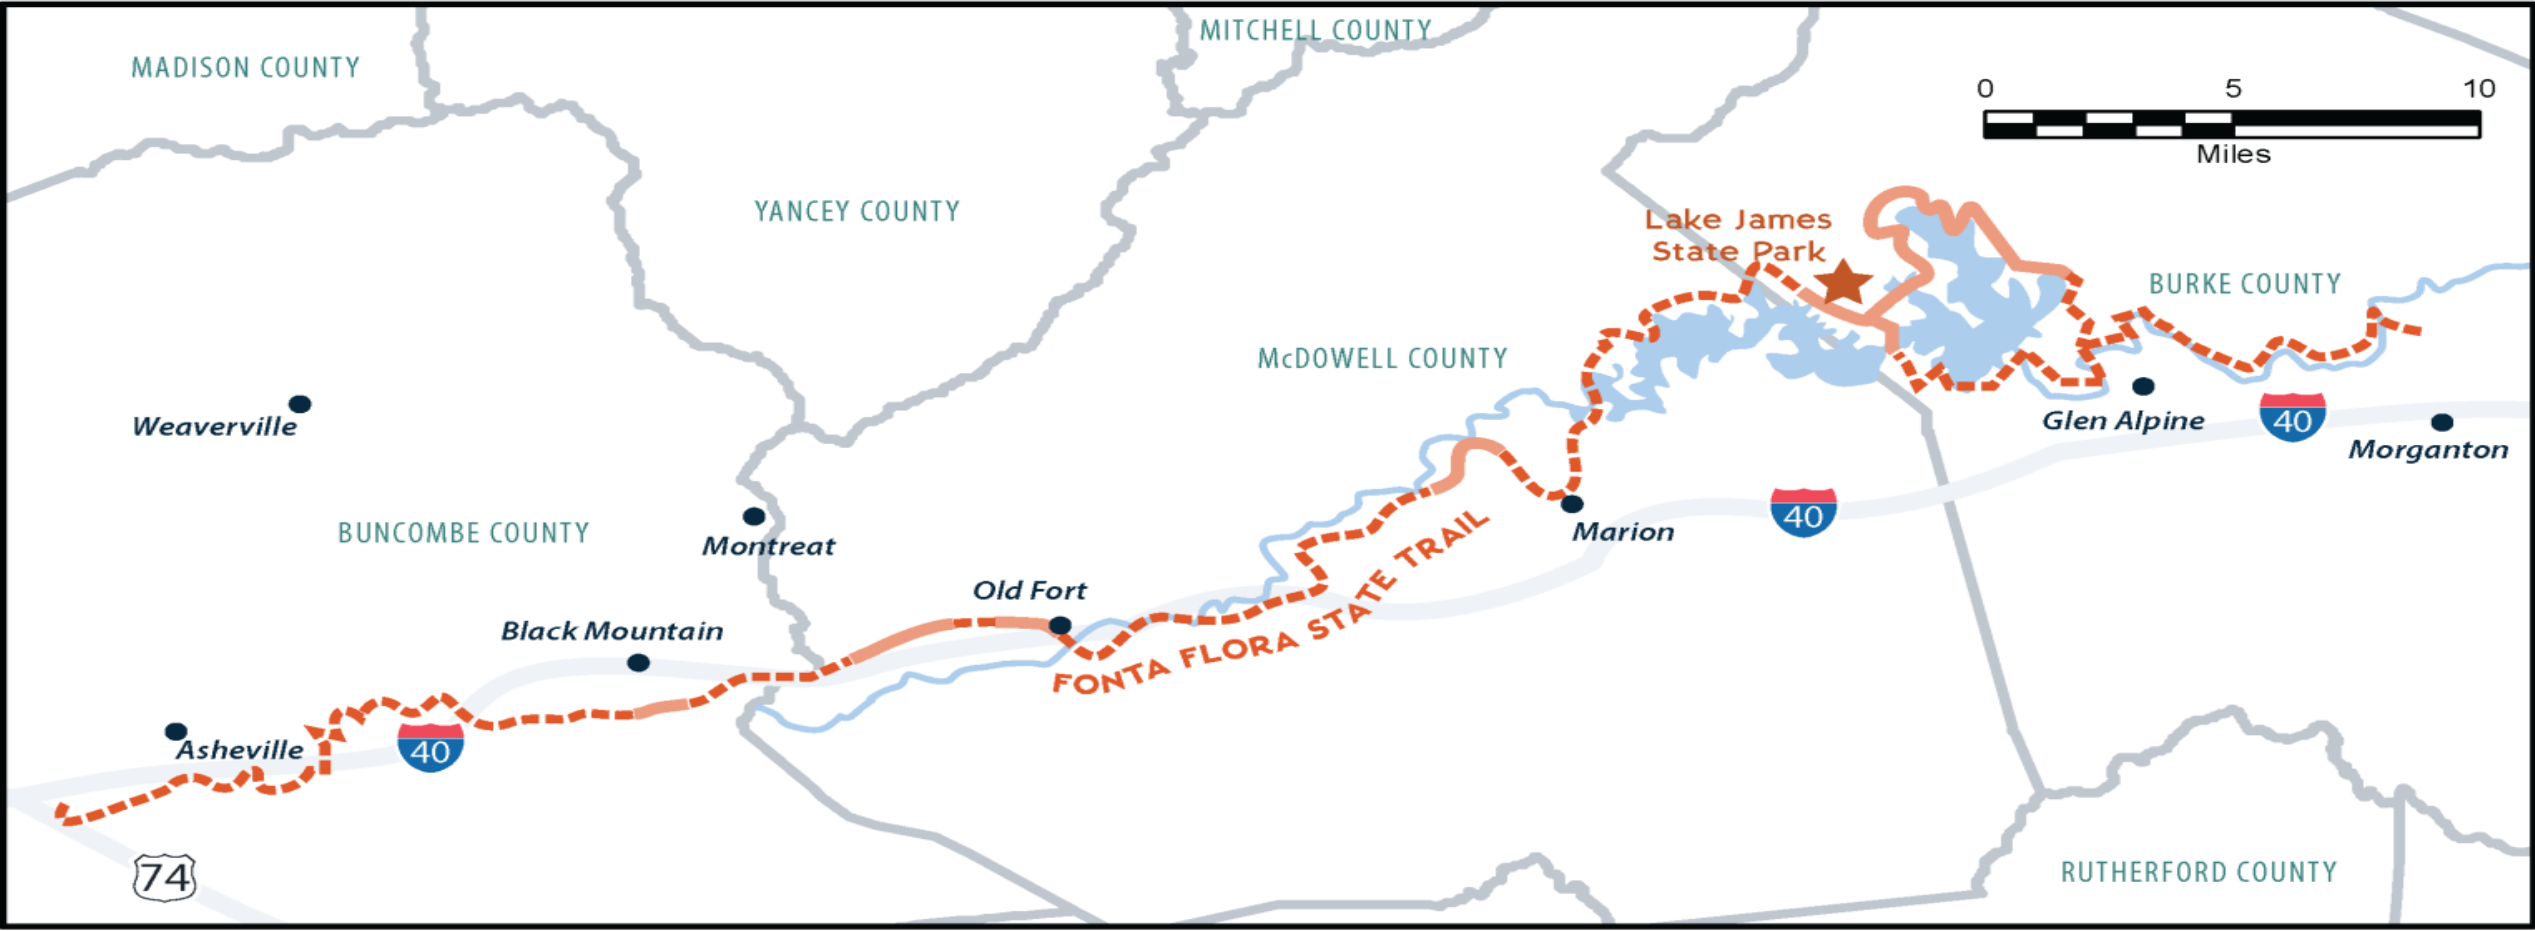 MITCHELL COUNTY
MADISON COUNTY
0 5 10
Miles
YANCEY COUNTY
Lake James
State Park
BURKE COUNTY
McDOWELL COUNTY
Weaverville
Glen Alpine
40
Morganton
BUNCOMBE COUNTY
Montreat
40
Marion
Old Fort
FONTA FLORA STATE TRAIL
Black Mountain
Asheville
40
74
RUTHERFORD COUNTY